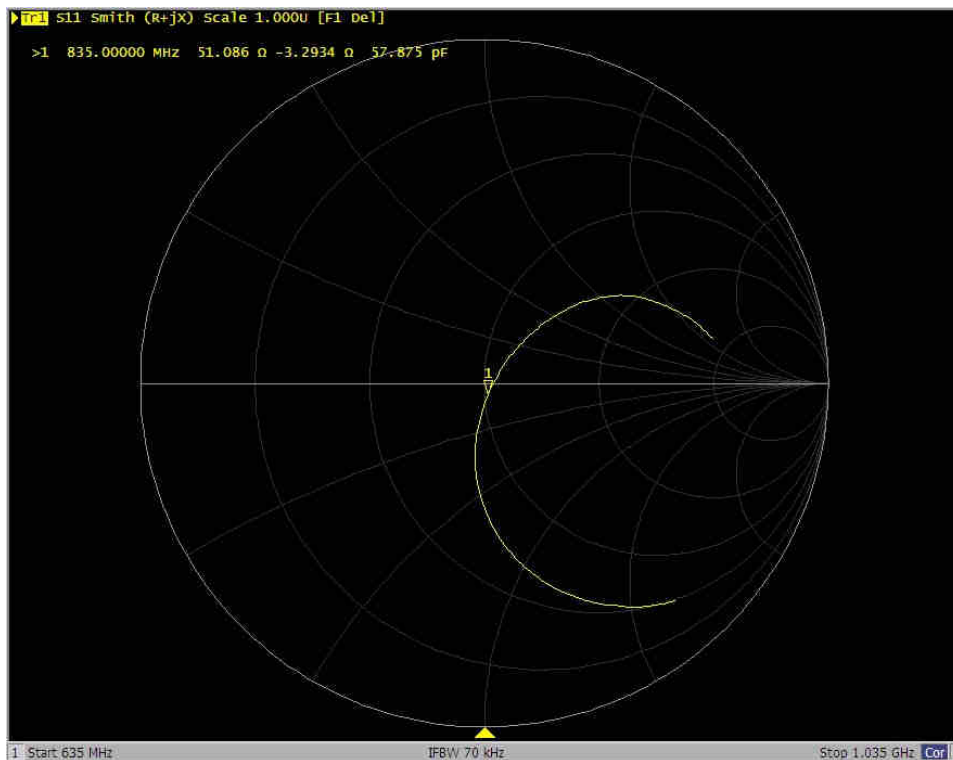 Tr1 S11 Smith (R+jX) Scale 1.000U [F1 Del]
>1 835.00000 MHz 51.086 Ω -3.2934 Ω 57.875 pF
1
1 Start 635 MHz IFBW 70 kHz Stop 1.035 GHz Cor